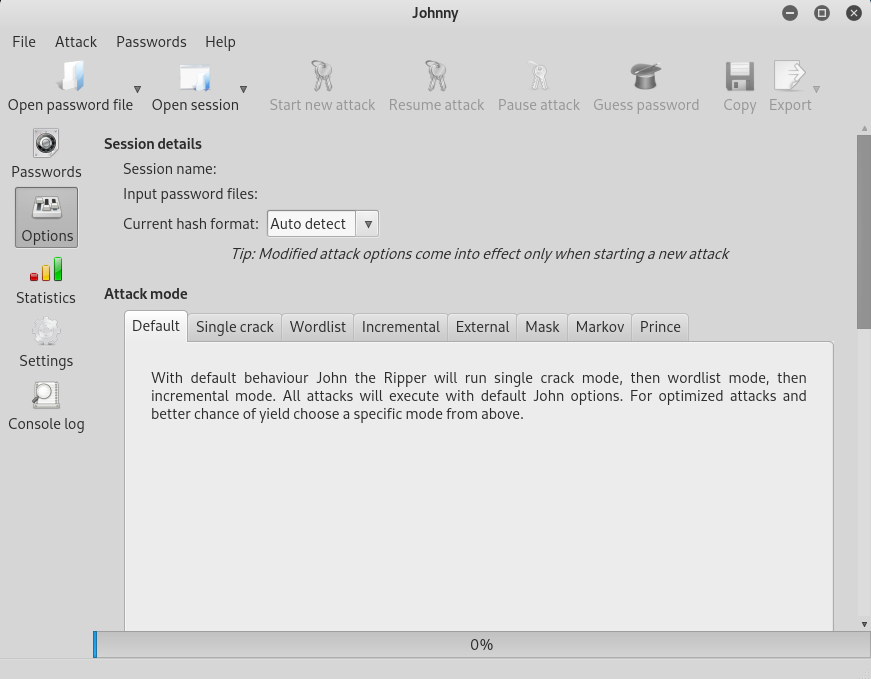 Johnny
File Attack Passwords Help
Open password file Open session Start new attack Resume attack Pause attack Guess password Copy Export
Passwords
Options
Statistics
Settings
Console log
Session details
Session name:
Input password files:
Current hash format: Auto detect
Tip: Modified attack options come into effect only when starting a new attack
Attack mode
Default Single crack Wordlist Incremental External Mask Markov Prince
With default behaviour John the Ripper will run single crack mode, then wordlist mode, then
incremental mode. All attacks will execute with default John options. For optimized attacks and
better chance of yield choose a specific mode from above.
0%